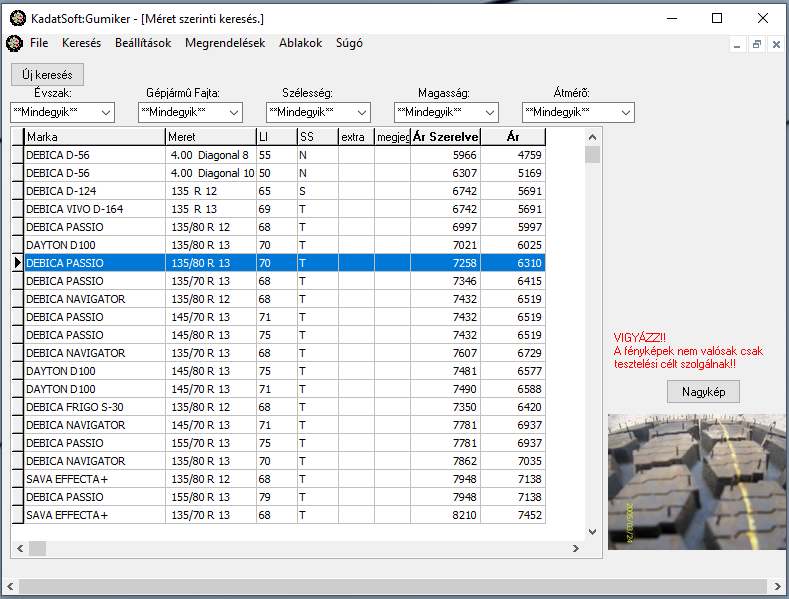 KadatSoft:Gumiker - [Méret szerinti keresés.]
File Keresés Beállítások Megrendelések Ablakok Súgó
Új keresés
Évszak: Gépjármû Fajta: Szélesség: Magasság: Átmérõ:
**Mindegyik** **Mindegyik** **Mindegyik** **Mindegyik** **Mindegyik**
Marka Meret LI SS extra megjeg Ár Szerelve Ár
DEBICA D-56 4.00 Diagonal 8 55 N 5966 4759
DEBICA D-56 4.00 Diagonal 10 50 N 6307 5169
DEBICA D-124 135 R 12 65 S 6742 5691
DEBICA VIVO D-164 135 R 13 69 T 6742 5691
DEBICA PASSIO 135/80 R 12 68 T 6997 5997
DAYTON D100 135/80 R 13 70 T 7021 6025
DEBICA PASSIO 135/80 R 13 70 T 7258 6310
DEBICA PASSIO 135/70 R 13 68 T 7346 6415
DEBICA NAVIGATOR 135/80 R 12 68 T 7432 6519
DEBICA PASSIO 145/70 R 13 71 T 7432 6519
DEBICA PASSIO 145/80 R 13 75 T 7432 6519
DEBICA NAVIGATOR 135/70 R 13 68 T 7607 6729
DAYTON D100 145/80 R 13 75 T 7481 6577
DAYTON D100 145/70 R 13 71 T 7490 6588
DEBICA FRIGO S-30 135/80 R 12 68 T 7350 6420
DEBICA NAVIGATOR 145/70 R 13 71 T 7781 6937
DEBICA PASSIO 155/70 R 13 75 T 7781 6937
DEBICA NAVIGATOR 135/80 R 13 70 T 7862 7035
SAVA EFFECTA+ 135/80 R 12 68 T 7948 7138
DEBICA PASSIO 155/80 R 13 79 T 7948 7138
SAVA EFFECTA+ 135/70 R 13 68 T 8210 7452
VIGYÁZZ!!
A fényképek nem valósak csak
tesztelési célt szolgálnak!!
Nagykép
2005/03/24